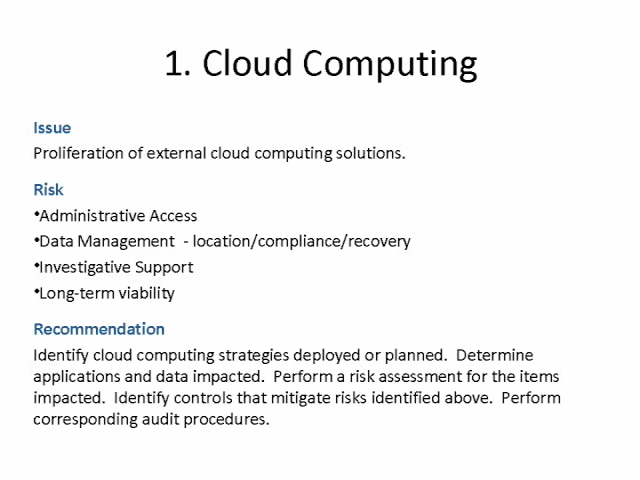 1. Cloud Computing
Issue
Proliferation of external cloud computing solutions.
Risk
•Administrative Access
•Data Management  - location/compliance/recovery
•Investigative Support
•Long-term viability
Recommendation
Identify cloud computing strategies deployed or planned.  Determine
applications and data impacted.  Perform a risk assessment for the items
impacted.  Identify controls that mitigate risks identified above.  Perform
corresponding audit procedures.